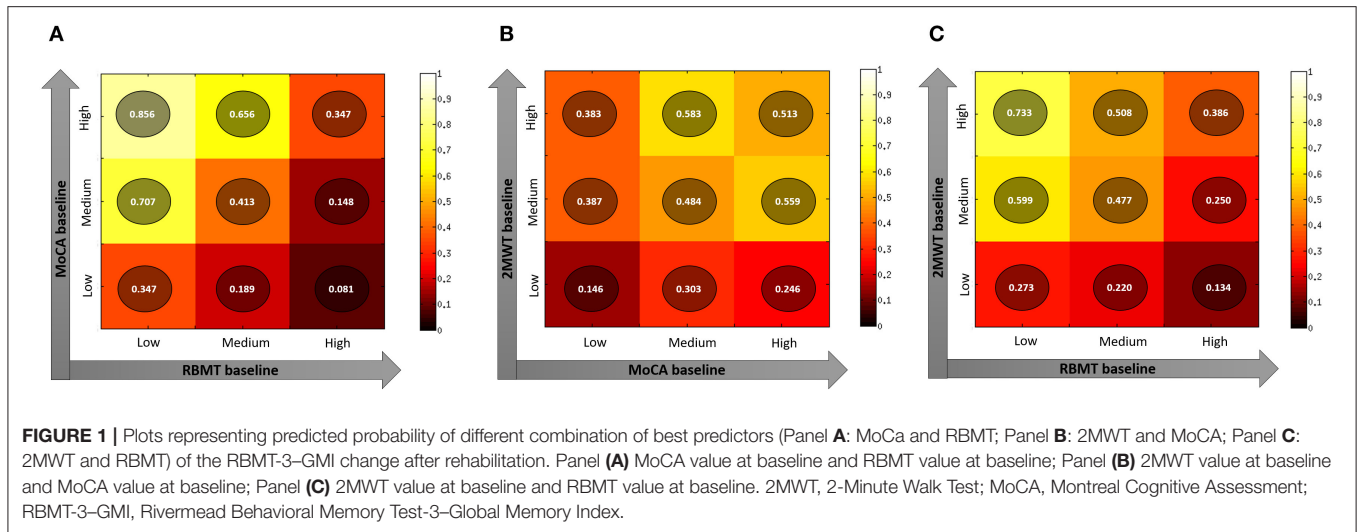 A
B
C
High
Medium
Low
MoCA baseline
0.856 0.656 0.347
0.707 0.413 0.148
0.347 0.189 0.081
Low Medium High
RBMT baseline
1
0.9
0.8
0.7
0.6
0.5
0.4
0.3
0.2
0.1
0
High
Medium
Low
2MWT baseline
0.383 0.583 0.513
0.387 0.484 0.559
0.146 0.303 0.246
Low Medium High
MoCA baseline
1
0.9
0.8
0.7
0.6
0.5
0.4
0.3
0.2
0.1
0
High
Medium
Low
2MWT baseline
0.733 0.508 0.386
0.599 0.477 0.250
0.273 0.220 0.134
Low Medium High
RBMT baseline
1
0.9
0.8
0.7
0.6
0.5
0.4
0.3
0.2
0.1
0
FIGURE 1 | Plots representing predicted probability of different combination of best predictors (Panel A: MoCa and RBMT; Panel B: 2MWT and MoCA; Panel C:
2MWT and RBMT) of the RBMT-3–GMI change after rehabilitation. Panel (A) MoCA value at baseline and RBMT value at baseline; Panel (B) 2MWT value at baseline
and MoCA value at baseline; Panel (C) 2MWT value at baseline and RBMT value at baseline. 2MWT, 2-Minute Walk Test; MoCA, Montreal Cognitive Assessment;
RBMT-3–GMI, Rivermead Behavioral Memory Test-3–Global Memory Index.